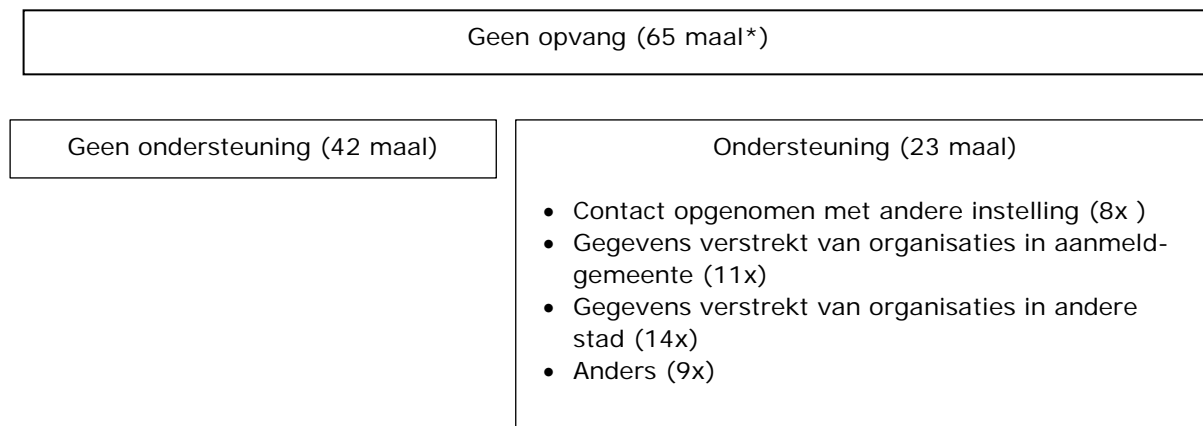 Geen opvang (65 maal*)
Geen ondersteuning (42 maal)
Ondersteuning (23 maal)
• Contact opgenomen met andere instelling (8x )
• Gegevens verstrekt van organisaties in aanmeld-
gemeente (11x)
• Gegevens verstrekt van organisaties in andere
stad (14x)
• Anders (9x)